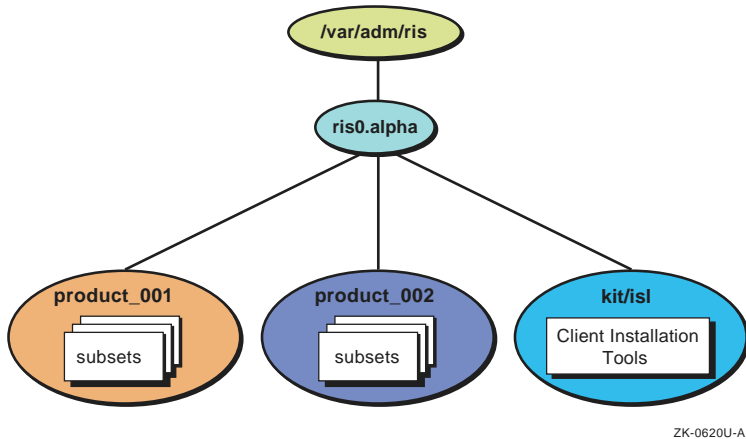 /var/adm/ris
ris0.alpha
product_001
subsets
product_002
subsets
kit/isl
Client Installation
Tools
ZK-0620U-A